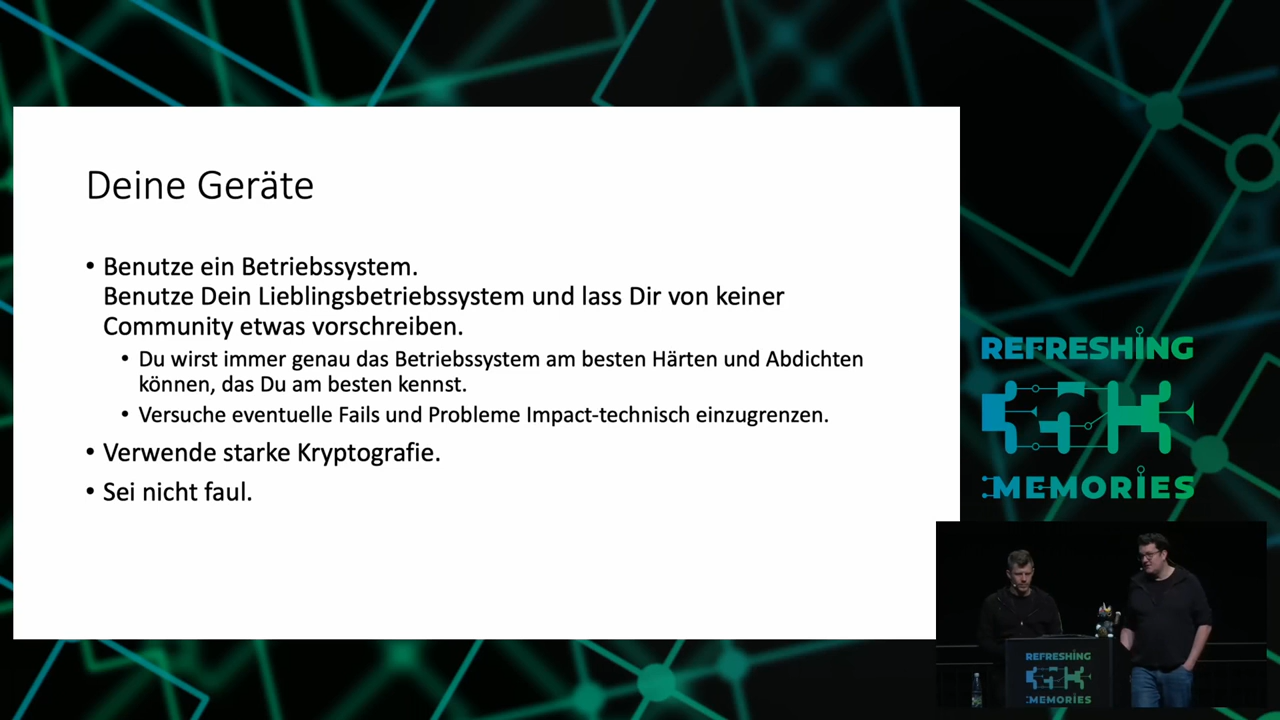 Deine Geräte
• Benutze ein Betriebssystem.
Benutze Dein Lieblingsbetriebssystem und lass Dir von keiner
Community etwas vorschreiben.
• Du wirst immer genau das Betriebssystem am besten Härten und Abdichten
können, das Du am besten kennst.
• Versuche eventuelle Fails und Probleme Impact-technisch einzugrenzen.
• Verwende starke Kryptografie.
• Sei nicht faul.
REFRESHING
MEMORIES
REFRESHING
MEMORIES